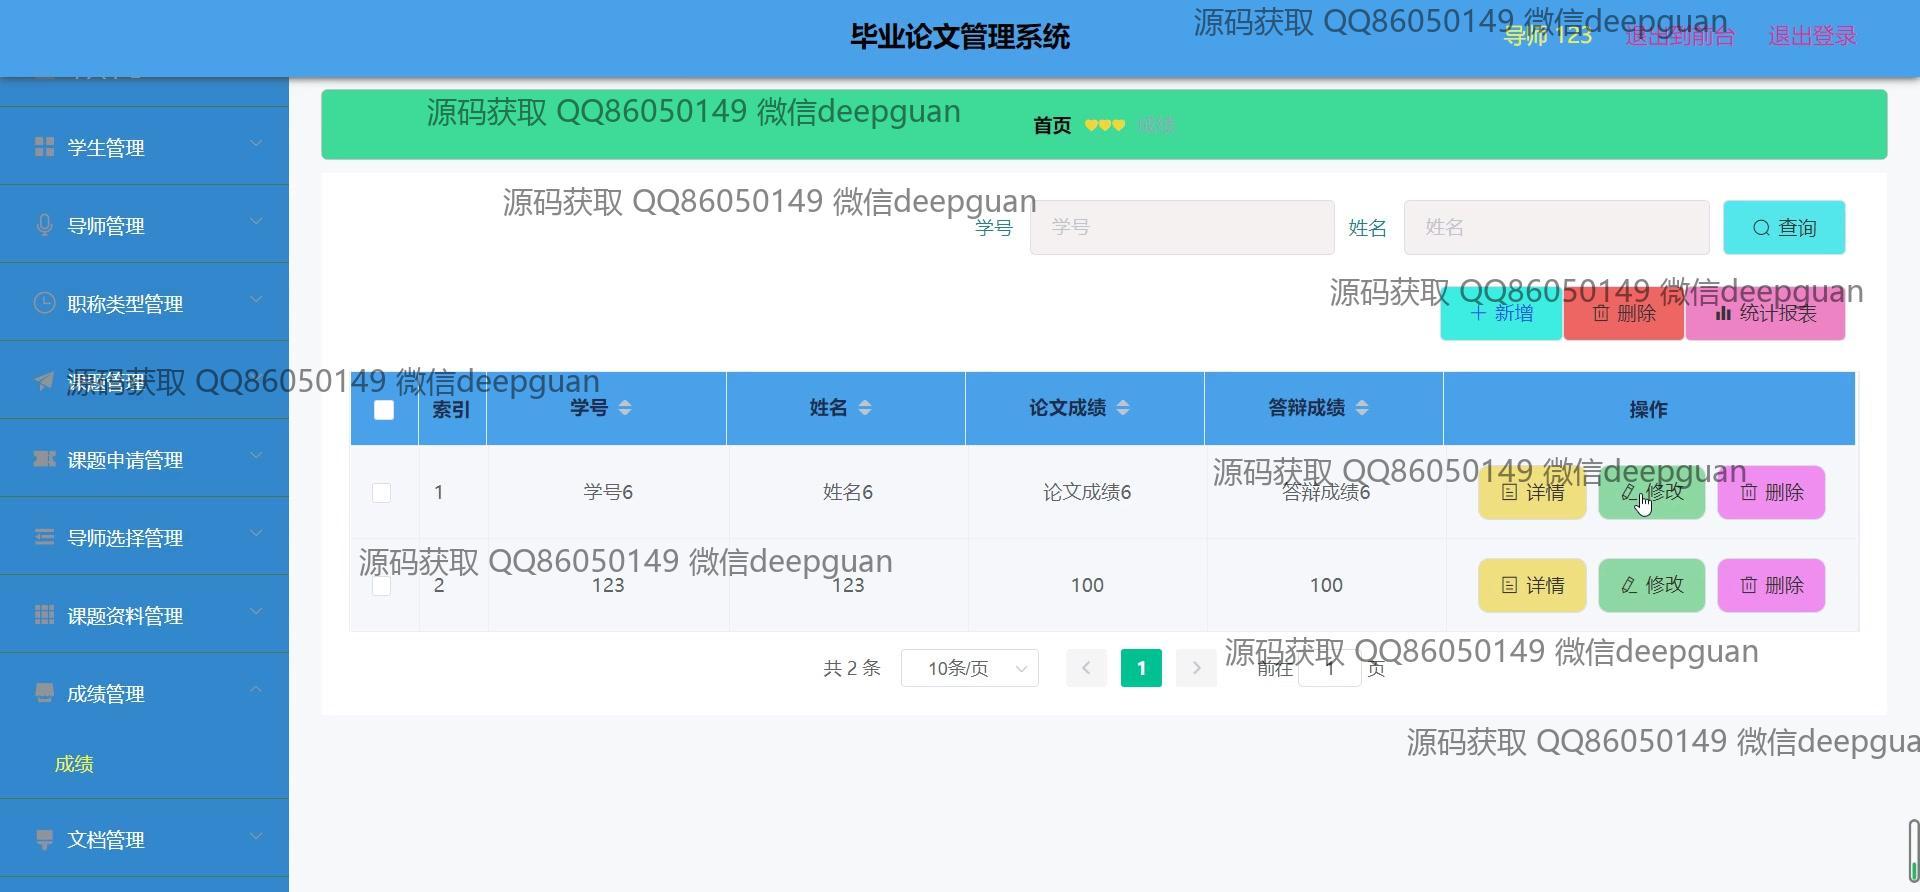 毕业论文管理系统
源码获取 QQ86050149 微信deepguan
导师 123
退出到前台
退出登录
源码获取 QQ86050149 微信deepguan
首页
成绩
学生管理
源码获取 QQ86050149 微信deepguan
导师管理
学号 学号 姓名 姓名 查询
源码获取 QQ86050149 微信deepguan
职称类型管理
新增 删除 统计报表
课题管理
源码获取 QQ86050149 微信deepguan
索引 学号 姓名 论文成绩 答辩成绩 操作
课题申请管理
源码获取 QQ86050149 微信deepguan
1 学号6 姓名6 论文成绩6 答辩成绩6 详情 修改 删除
导师选择管理
源码获取 QQ86050149 微信deepguan
2 123 123 100 100 详情 修改 删除
课题资料管理
源码获取 QQ86050149 微信deepguan
共 2 条 10条/页 1 前往 1 页
成绩管理
源码获取 QQ86050149 微信deepgua
成绩
文档管理